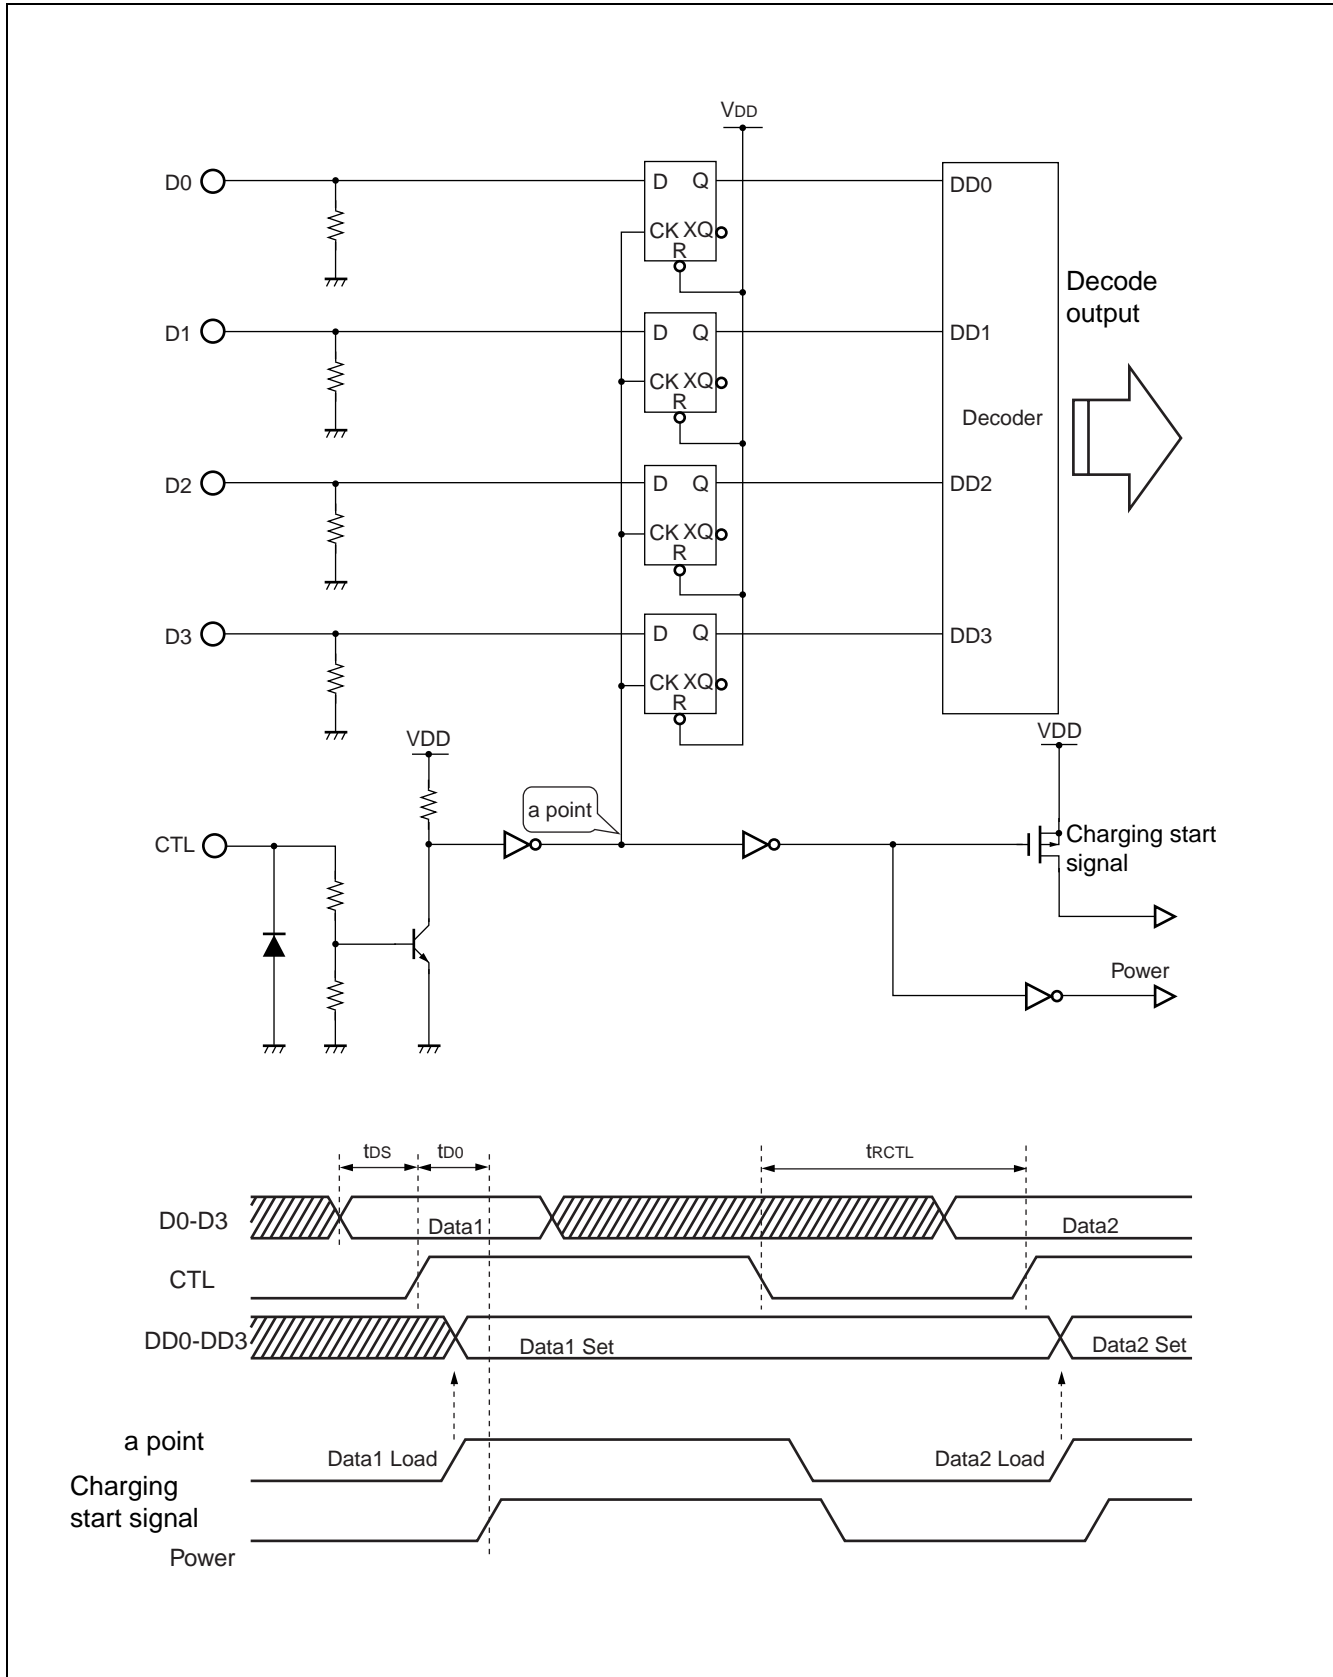 VDD
D0
D Q
DD0
CK XQ
R
Decode
output
D1
D Q
DD1
CK XQ
R
Decoder
D2
D Q
DD2
CK XQ
R
D3
D Q
DD3
CK XQ
R
VDD
VDD
a point
CTL
Charging start
signal
Power
tDS
tD0
tRCTL
D0-D3
Data1
Data2
CTL
DD0-DD3
Data1 Set
Data2 Set
a point
Data1 Load
Data2 Load
Charging
start signal
Power